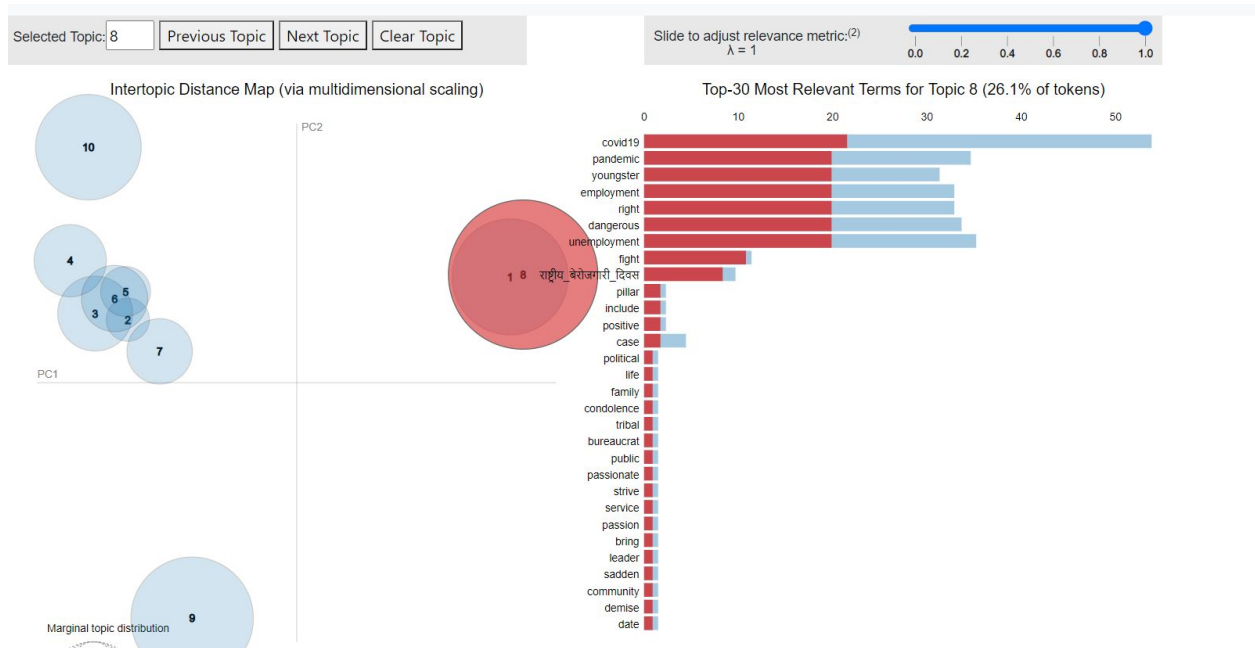 Selected Topic: 8 Previous Topic Next Topic Clear Topic
Slide to adjust relevance metric:(2)
λ = 1
0.0 0.2 0.4 0.6 0.8 1.0
Intertopic Distance Map (via multidimensional scaling)
PC2
PC1
10
4
5
6
3
2
7
1
8
9
Marginal topic distribution
Top-30 Most Relevant Terms for Topic 8 (26.1% of tokens)
0 10 20 30 40 50
covid19
pandemic
youngster
employment
right
dangerous
unemployment
fight
राष्ट्रीय_बेरोजगारी_दिवस
pillar
include
positive
case
political
life
family
condolence
tribal
bureaucrat
public
passionate
strive
service
passion
bring
leader
sadden
community
demise
date